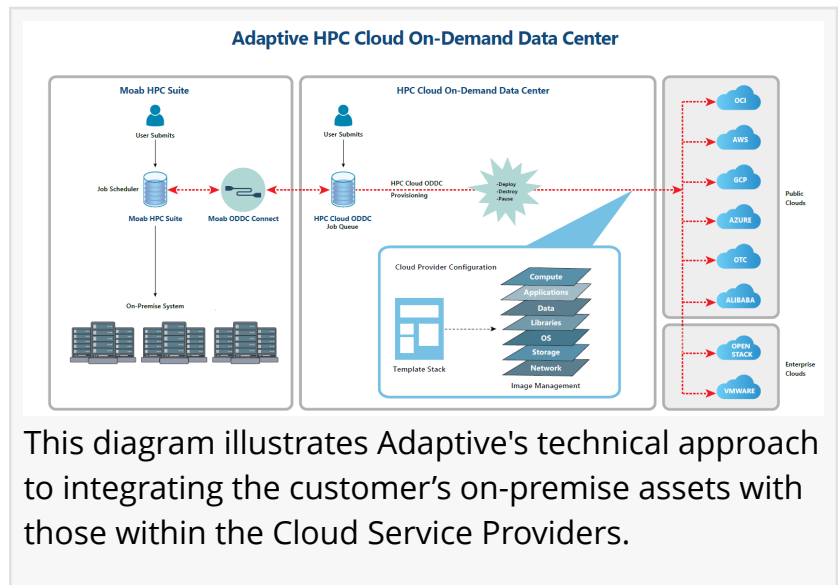 Adaptive HPC Cloud On-Demand Data Center
Moab HPC Suite
User Submits
Job Scheduler
Moab HPC Suite
Moab ODDC Connect
On-Premise System
HPC Cloud On-Demand Data Center
User Submits
HPC Cloud ODDC
Job Queue
HPC Cloud ODDC
Provisioning
-Deploy
-Destroy
-Pause
Cloud Provider Configuration
Template Stack
Compute
Applications
Data
Libraries
OS
Storage
Network
Image Management
OCI
AWS
GCP
AZURE
OTC
ALIBABA
Public
Clouds
OPEN
STACK
VMWARE
Enterprise
Clouds
This diagram illustrates Adaptive's technical approach
to integrating the customer’s on-premise assets with
those within the Cloud Service Providers.